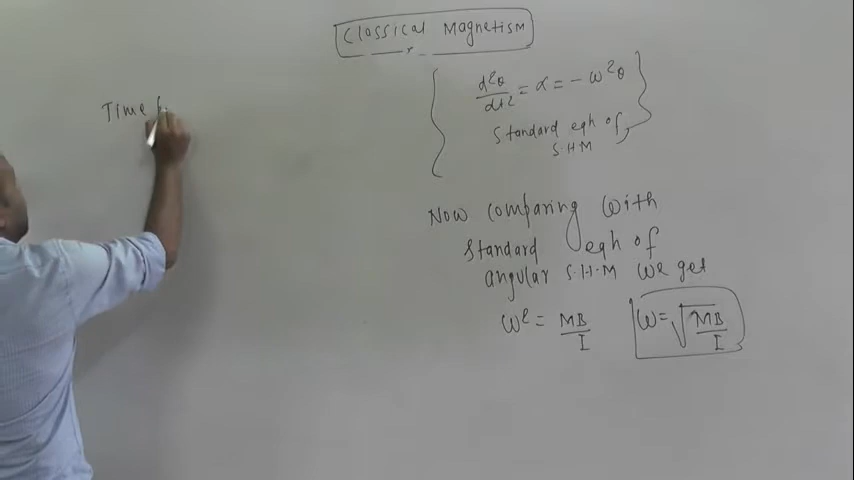 Classical Magnetism
Time
d²θ/dt² = α = - ω²θ
Standard eqn of
S.H.M
Now comparing with
standard eqn of
angular S.H.M we get
ω² = MB/I ω = √MB/I